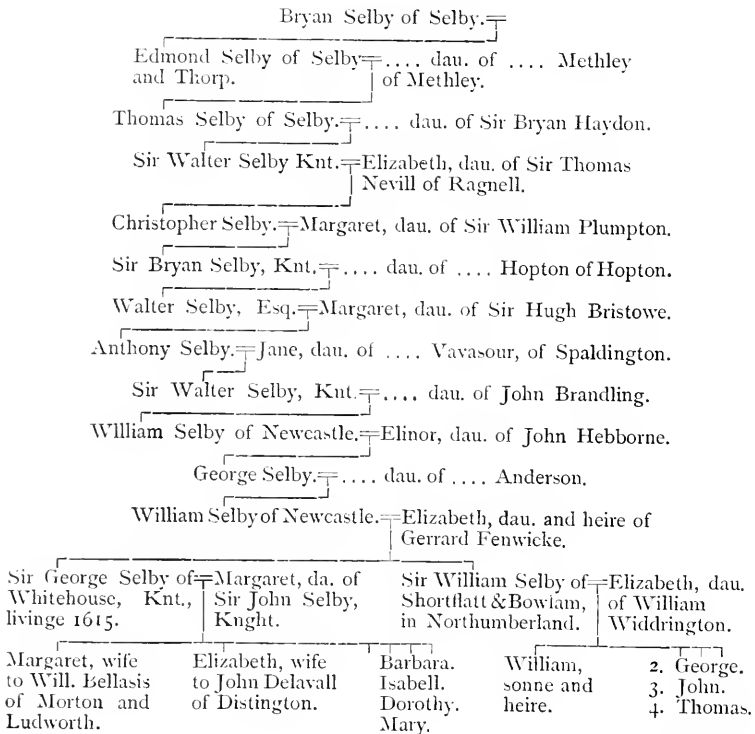 Bryan Selby of Selby.
Edmond Selby of Selby .... dau. of .... Methley
and Thorp. of Methley.
Thomas Selby of Selby. .... dau. of Sir Bryan Haydon.
Sir Walter Selby Knt. Elizabeth, dau. of Sir Thomas
Nevill of Ragnell.
Christopher Selby. Margaret, dau. of Sir William Plumpton.
Sir Bryan Selby, Knt. .... dau. of .... Hopton of Hopton.
Walter Selby, Esq. Margaret, dau. of Sir Hugh Bristowe.
Anthony Selby. Jane, dau. of .... Vavasour, of Spaldington.
Sir Walter Selby, Knt. .... dau. of John Brandling.
WIlliam Selby of Newcastle. Elinor, dau. of John Hebborne.
George Selby. .... dau. of .... Anderson.
William Selby of Newcastle. Elizabeth, dau. and heire of
Gerrard Fenwicke.
Sir George Selby of
Whitehouse, Knt.,
livinge 1615.
Margaret, da. of
Sir John Selby,
Knght.
Sir William Selby of
Shortflatt & Bowlam,
in Northumberland.
Elizabeth, dau.
of William
Widdrington.
Margaret, wife
to Will. Bellasis
of Morton and
Ludworth.
Elizabeth, wife
to John Delavall
of Distington.
Barbara.
Isabell.
Dorothy.
Mary.
William,
sonne and
heire.
2. George.
3. John.
4. Thomas.